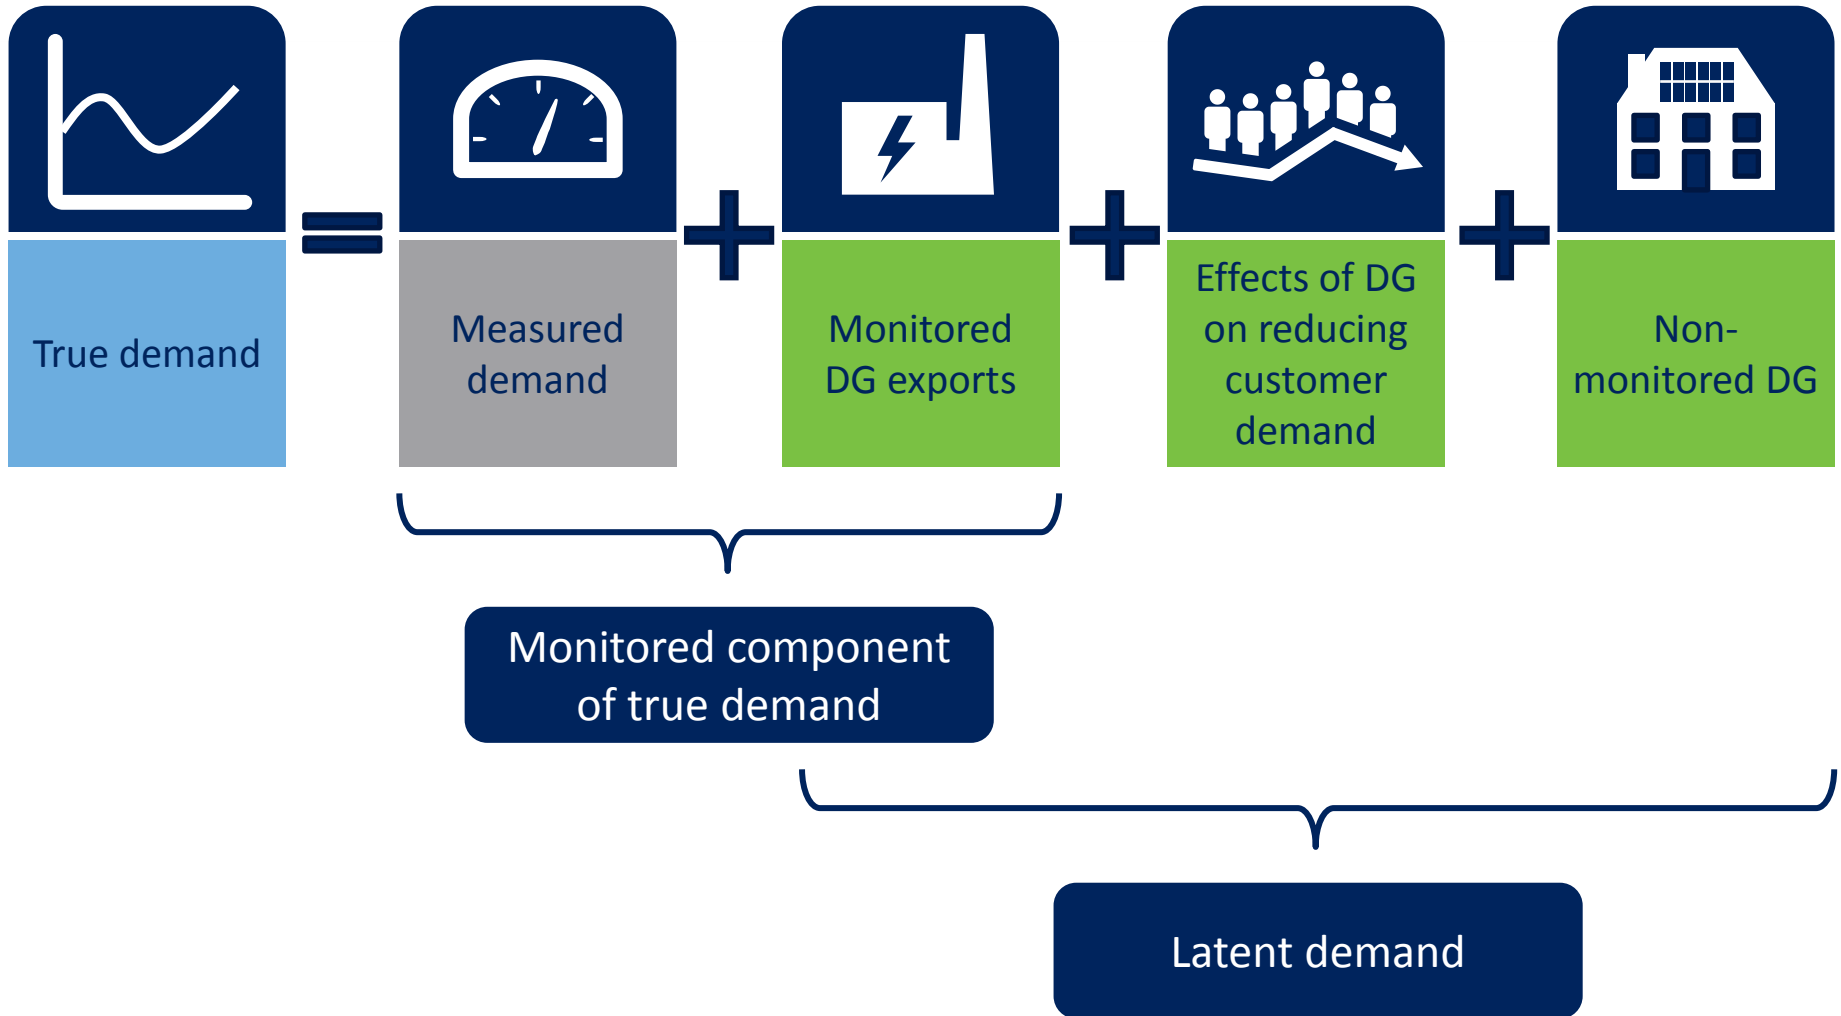 True demand
=
Measured
demand
+
Monitored
DG exports
+
Effects of DG
on reducing
customer
demand
+
Non-
monitored DG
Monitored component
of true demand
Latent demand